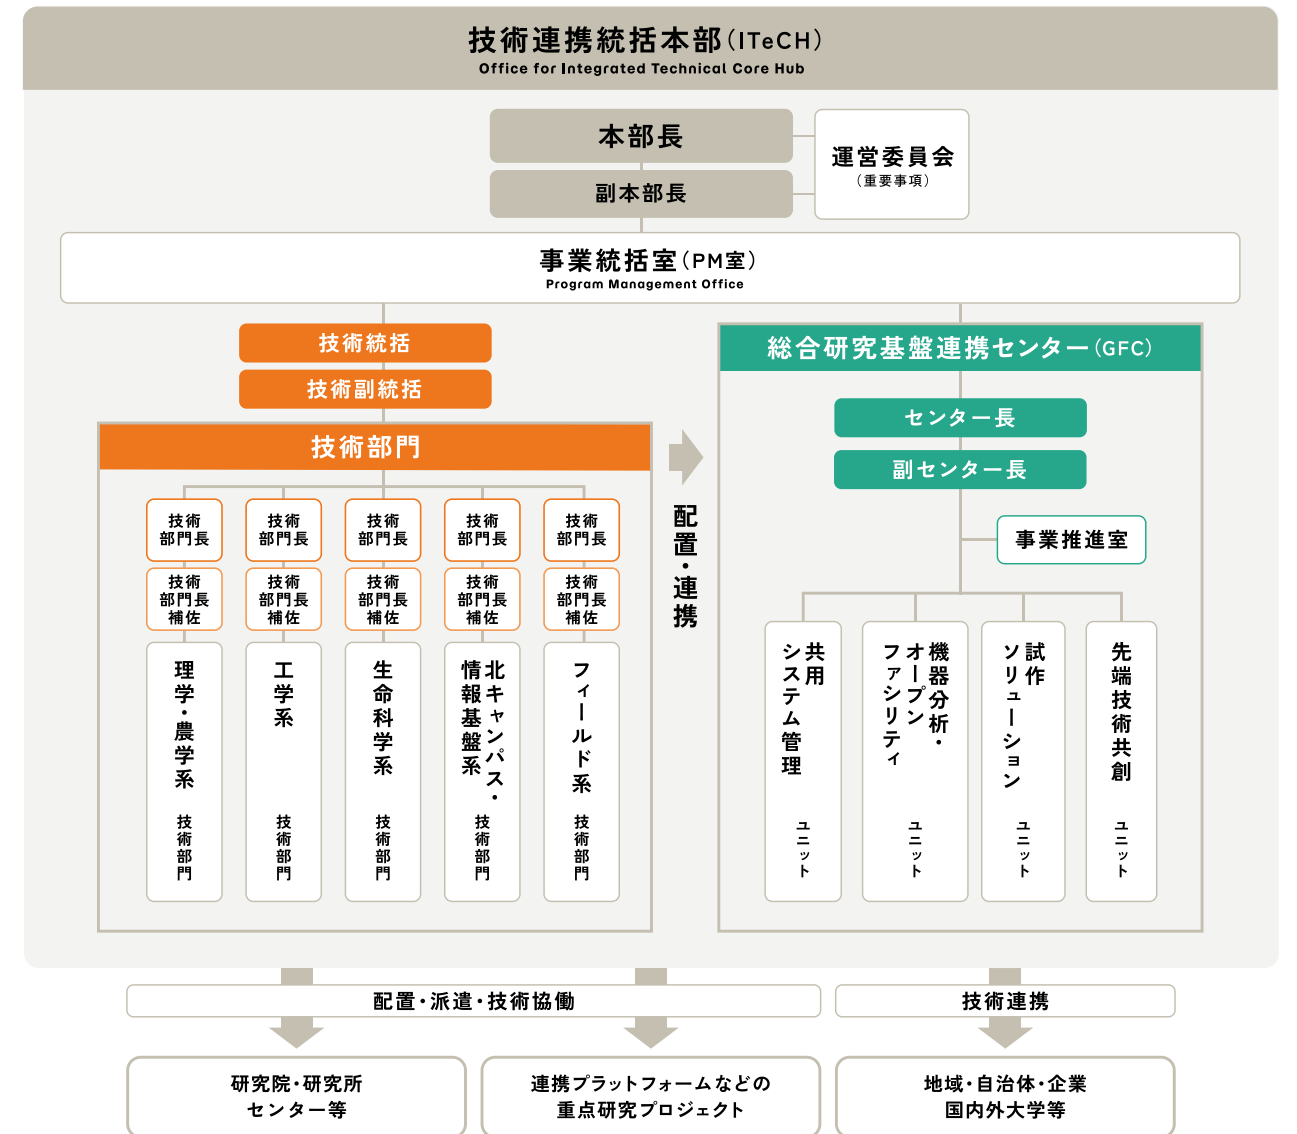 技術連携統括本部（ITeCH）
Office for Integrated Technical Core Hub
本部長
副本部長
運営委員会
（重要事項）
事業統括室（PM室）
Program Management Office
技術統括
技術副統括
技術部門
技術
部門長
技術
部門長
補佐
理学・農学系
技術部門
技術
部門長
技術
部門長
補佐
工学系
技術部門
技術
部門長
技術
部門長
補佐
生命科学系
技術部門
技術
部門長
技術
部門長
補佐
北キャンパス・
情報基盤系
技術部門
技術
部門長
技術
部門長
補佐
フィールド系
技術部門
配置・連携
総合研究基盤連携センター（GFC）
センター長
副センター長
事業推進室
共用
システム管理
ユニット
機器分析・
オープン
ファシリティ
ユニット
試作
ソリューション
ユニット
先端技術共創
ユニット
配置・派遣・技術協働
技術連携
研究院・研究所
センター等
連携プラットフォームなどの
重点研究プロジェクト
地域・自治体・企業
国内外大学等